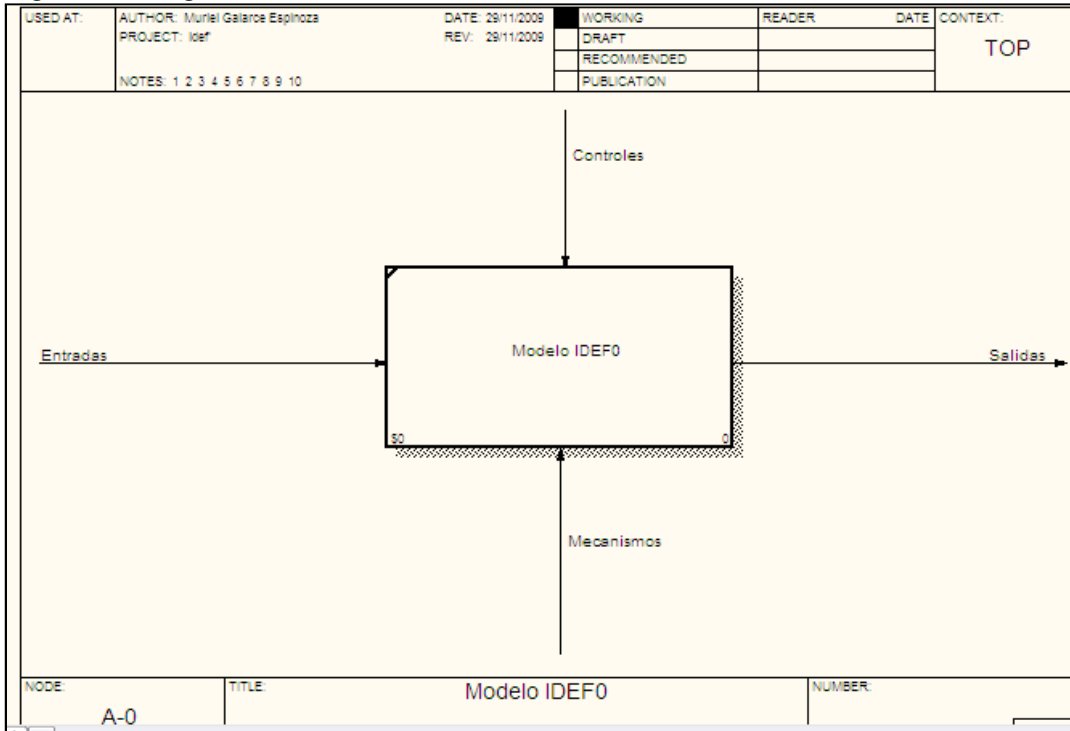 USED AT:
AUTHOR: Muriel Galarce Espinoza
DATE: 29/11/2009
PROJECT: Idef'
REV: 29/11/2009
NOTES: 1 2 3 4 5 6 7 8 9 10
WORKING
DRAFT
RECOMMENDED
PUBLICATION
READER
DATE
CONTEXT:
TOP
Controles
Entradas
Modelo IDEF0
Salidas
$0
0
Mecanismos
NODE:
A-0
TITLE:
Modelo IDEF0
NUMBER: